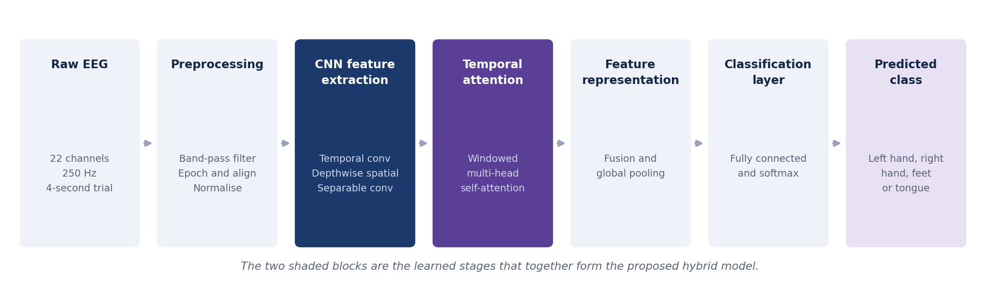 Raw EEG
22 channels
250 Hz
4-second trial
Preprocessing
Band-pass filter
Epoch and align
Normalise
CNN feature
extraction
Temporal conv
Depthwise spatial
Separable conv
Temporal
attention
Windowed
multi-head
self-attention
Feature
representation
Fusion and
global pooling
Classification
layer
Fully connected
and softmax
Predicted
class
Left hand, right
hand, feet
or tongue
The two shaded blocks are the learned stages that together form the proposed hybrid model.